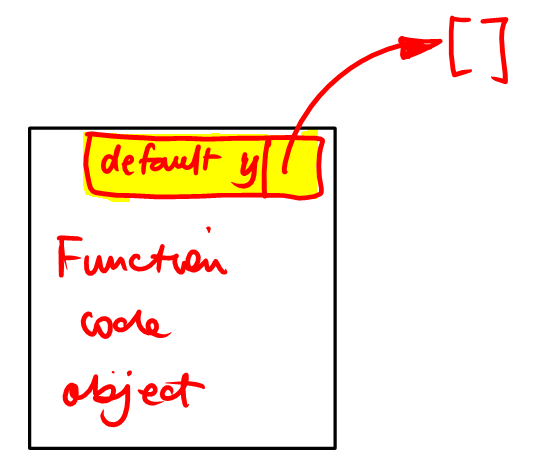 [ ]
default y
Function
code
object